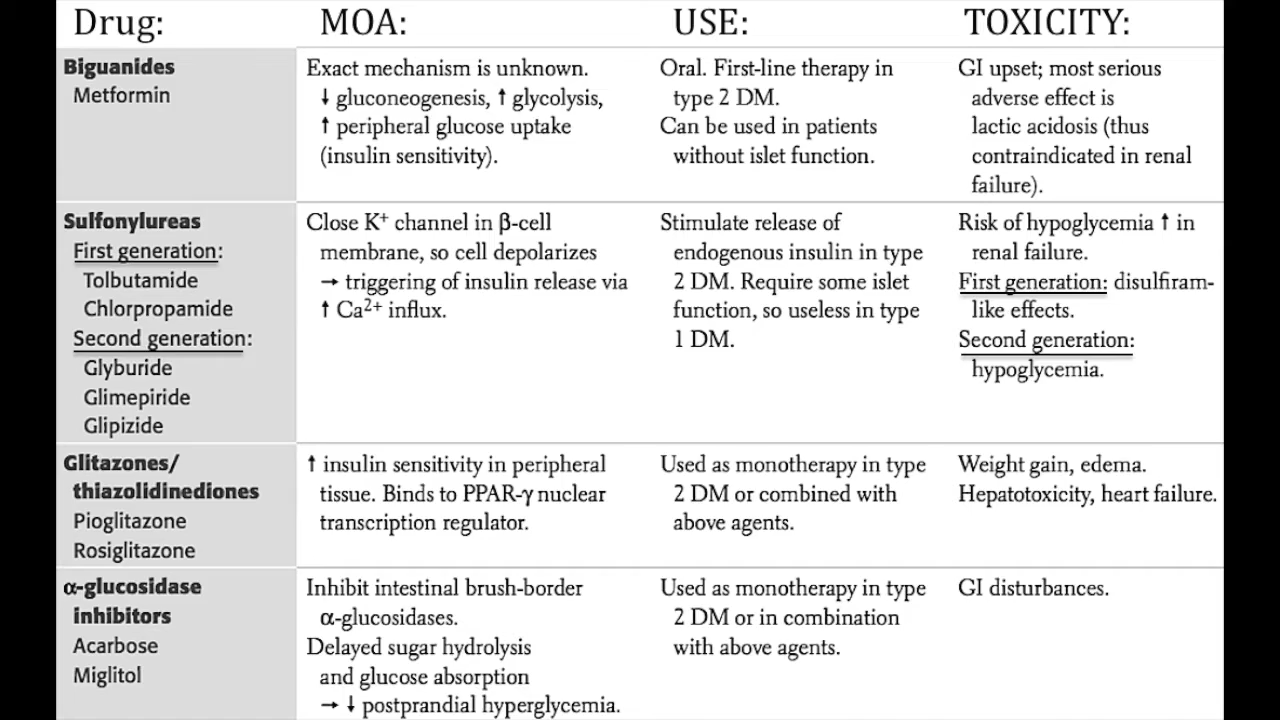 Drug: MOA: USE: TOXICITY:
Biguanides
Metformin
Exact mechanism is unknown.
↓ gluconeogenesis, ↑ glycolysis,
↑ peripheral glucose uptake
(insulin sensitivity).
Oral. First-line therapy in
type 2 DM.
Can be used in patients
without islet function.
GI upset; most serious
adverse effect is
lactic acidosis (thus
contraindicated in renal
failure).
Sulfonylureas
First generation:
Tolbutamide
Chlorpropamide
Second generation:
Glyburide
Glimepiride
Glipizide
Close K⁺ channel in β-cell
membrane, so cell depolarizes
→ triggering of insulin release via
↑ Ca²⁺ influx.
Stimulate release of
endogenous insulin in type
2 DM. Require some islet
function, so useless in type
1 DM.
Risk of hypoglycemia ↑ in
renal failure.
First generation: disulfiram-
like effects.
Second generation:
hypoglycemia.
Glitazones/
thiazolidinediones
Pioglitazone
Rosiglitazone
↑ insulin sensitivity in peripheral
tissue. Binds to PPAR-γ nuclear
transcription regulator.
Used as monotherapy in type
2 DM or combined with
above agents.
Weight gain, edema.
Hepatotoxicity, heart failure.
α-glucosidase
inhibitors
Acarbose
Miglitol
Inhibit intestinal brush-border
α-glucosidases.
Delayed sugar hydrolysis
and glucose absorption
→ ↓ postprandial hyperglycemia.
Used as monotherapy in type
2 DM or in combination
with above agents.
GI disturbances.